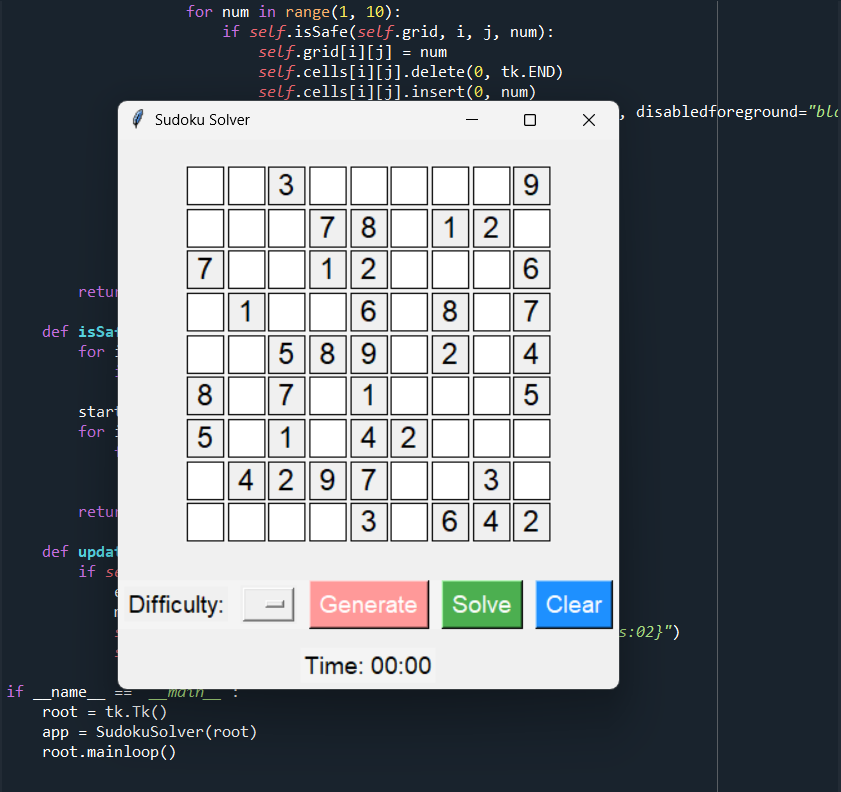 for num in range(1, 10):
if self.isSafe(self.grid, i, j, num):
self.grid[i][j] = num
self.cells[i][j].delete(0, tk.END)
self.cells[i][j].insert(0, num)
, disabledforeground="bla
Sudoku Solver
3 9
7 8 1 2
7 1 2 6
1 6 8 7
5 8 9 2 4
8 7 1 5
5 1 4 2
4 2 9 7 3
3 6 4 2
Difficulty: Generate Solve Clear
Time: 00:00
retur
def isSaf
for i
start
for i
retur
def updat
if se
s:02}")
if __name__ == "__main__":
root = tk.Tk()
app = SudokuSolver(root)
root.mainloop()